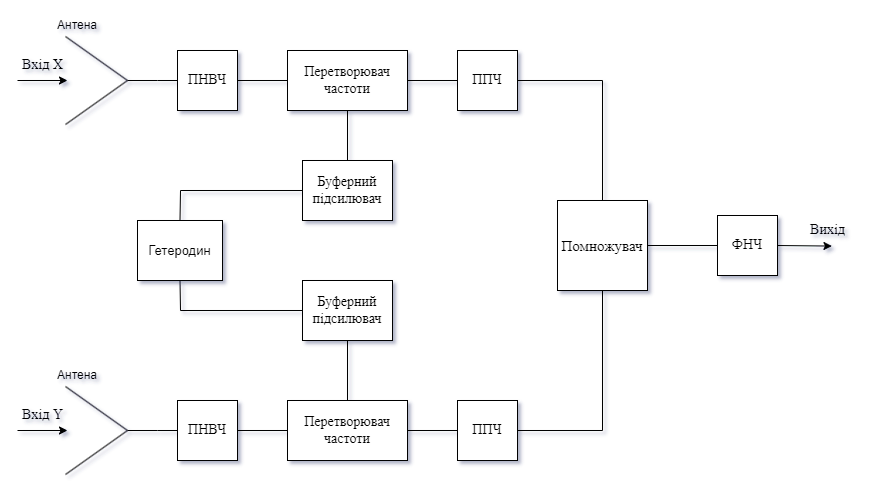 Антена
Вхід X
ПНВЧ
Перетворювач
частоти
ППЧ
Буферний
підсилювач
Гетеродин
Помножувач
ФНЧ
Вихід
Буферний
підсилювач
Антена
Вхід Y
ПНВЧ
Перетворювач
частоти
ППЧ